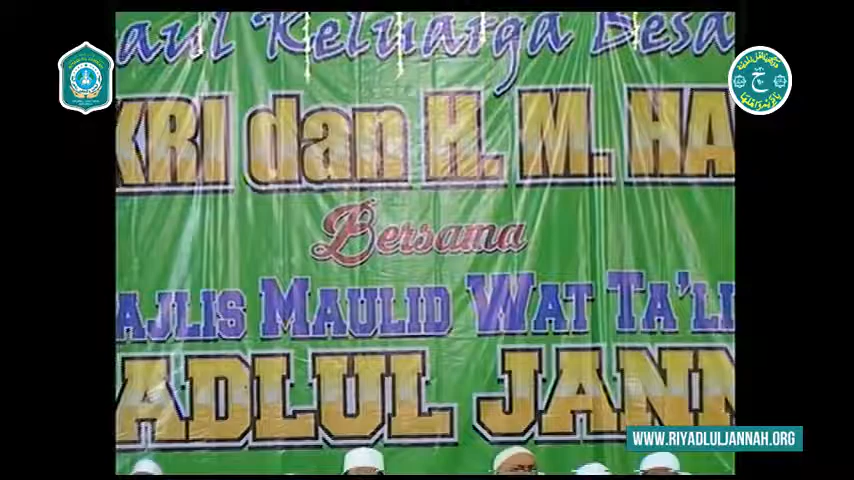 aul Keluarga Besa
KRI dan H. M. HA
Bersama
AJLIS MAULID WAT TA'LI
ADLUL JANN
WWW.RIYADLULJANNAH.ORG